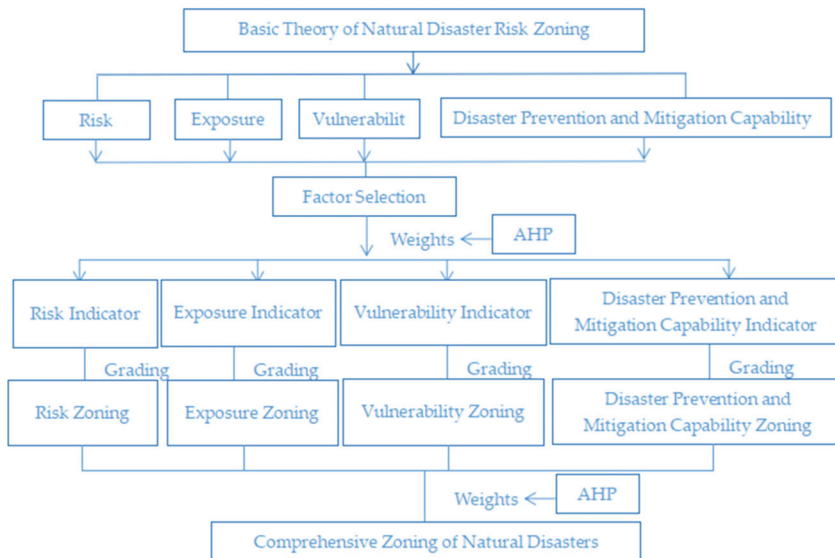 Basic Theory of Natural Disaster Risk Zoning
Risk
Exposure
Vulnerabilit
Disaster Prevention and Mitigation Capability
Factor Selection
Weights
AHP
Risk Indicator
Exposure Indicator
Vulnerability Indicator
Disaster Prevention and
Mitigation Capability Indicator
Grading
Grading
Grading
Grading
Risk Zoning
Exposure Zoning
Vulnerability Zoning
Disaster Prevention and
Mitigation Capability Zoning
Weights
AHP
Comprehensive Zoning of Natural Disasters